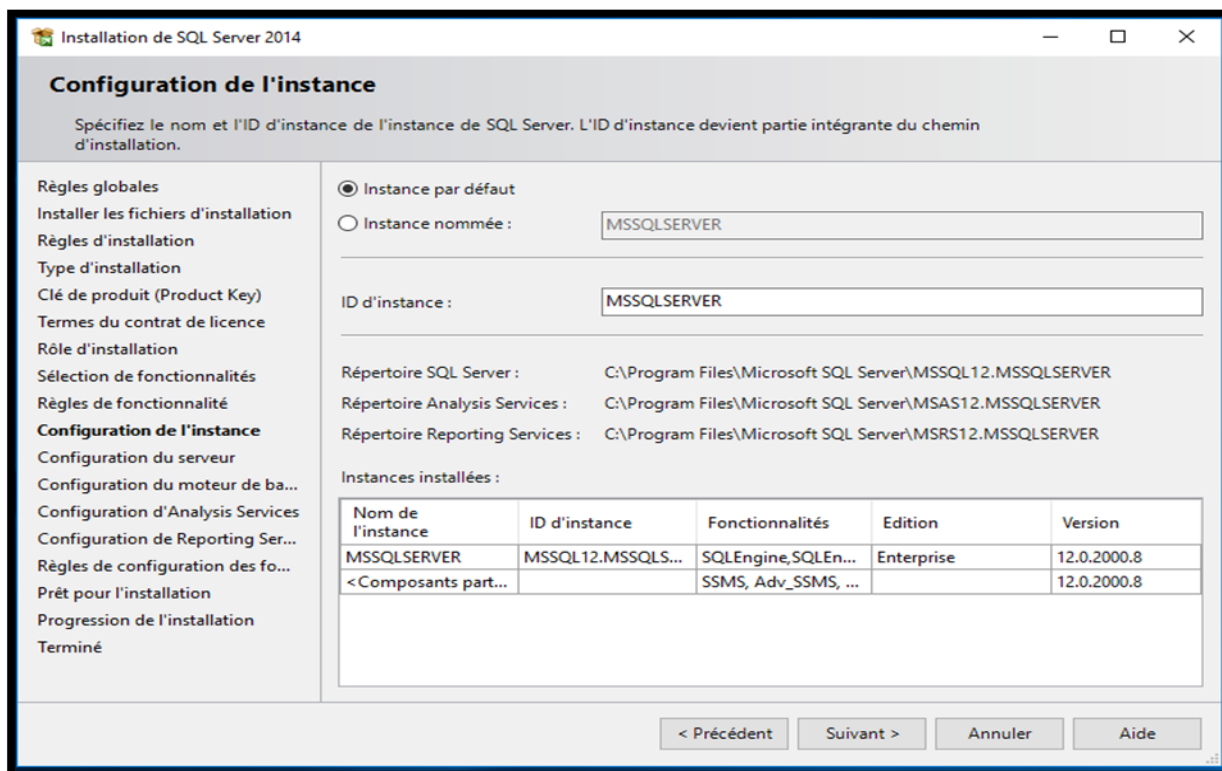 Installation de SQL Server 2014
Configuration de l'instance
Spécifiez le nom et l'ID d'instance de l'instance de SQL Server. L'ID d'instance devient partie intégrante du chemin
d'installation.
Règles globales
Installer les fichiers d'installation
Règles d'installation
Type d'installation
Clé de produit (Product Key)
Termes du contrat de licence
Rôle d'installation
Sélection de fonctionnalités
Règles de fonctionnalité
Configuration de l'instance
Configuration du serveur
Configuration du moteur de ba...
Configuration d'Analysis Services
Configuration de Reporting Ser...
Règles de configuration des fo...
Prêt pour l'installation
Progression de l'installation
Terminé
Instance par défaut
Instance nommée : MSSQLSERVER
ID d'instance : MSSQLSERVER
Répertoire SQL Server : C:\Program Files\Microsoft SQL Server\MSSQL12.MSSQLSERVER
Répertoire Analysis Services : C:\Program Files\Microsoft SQL Server\MSAS12.MSSQLSERVER
Répertoire Reporting Services : C:\Program Files\Microsoft SQL Server\MSRS12.MSSQLSERVER
Instances installées :
Nom de
l'instance
ID d'instance Fonctionnalités Edition Version
MSSQLSERVER MSSQL12.MSSQLS... SQLEngine,SQLEn... Enterprise 12.0.2000.8
<Composants part... SSMS, Adv_SSMS, ... 12.0.2000.8
< Précédent Suivant > Annuler Aide